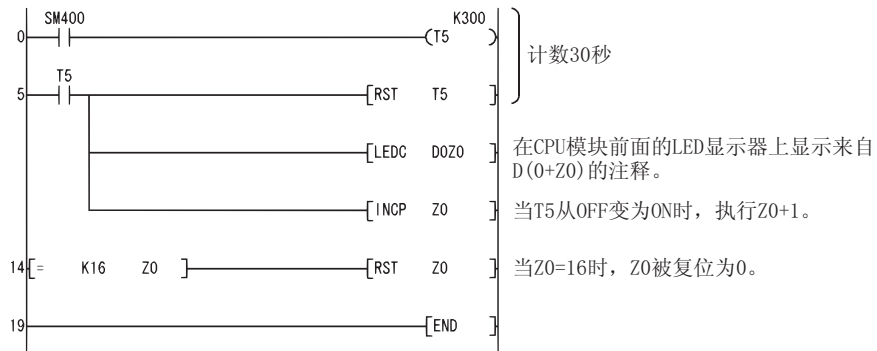 SM400 K300
0 T5
计数30秒
T5
5 RST T5
LEDC D0Z0 在CPU模块前面的LED显示器上显示来自
D(0+Z0)的注释。
INCP Z0 当T5从OFF变为ON时，执行Z0+1。
14 = K16 Z0 RST Z0 当Z0=16时，Z0被复位为0。
19 END